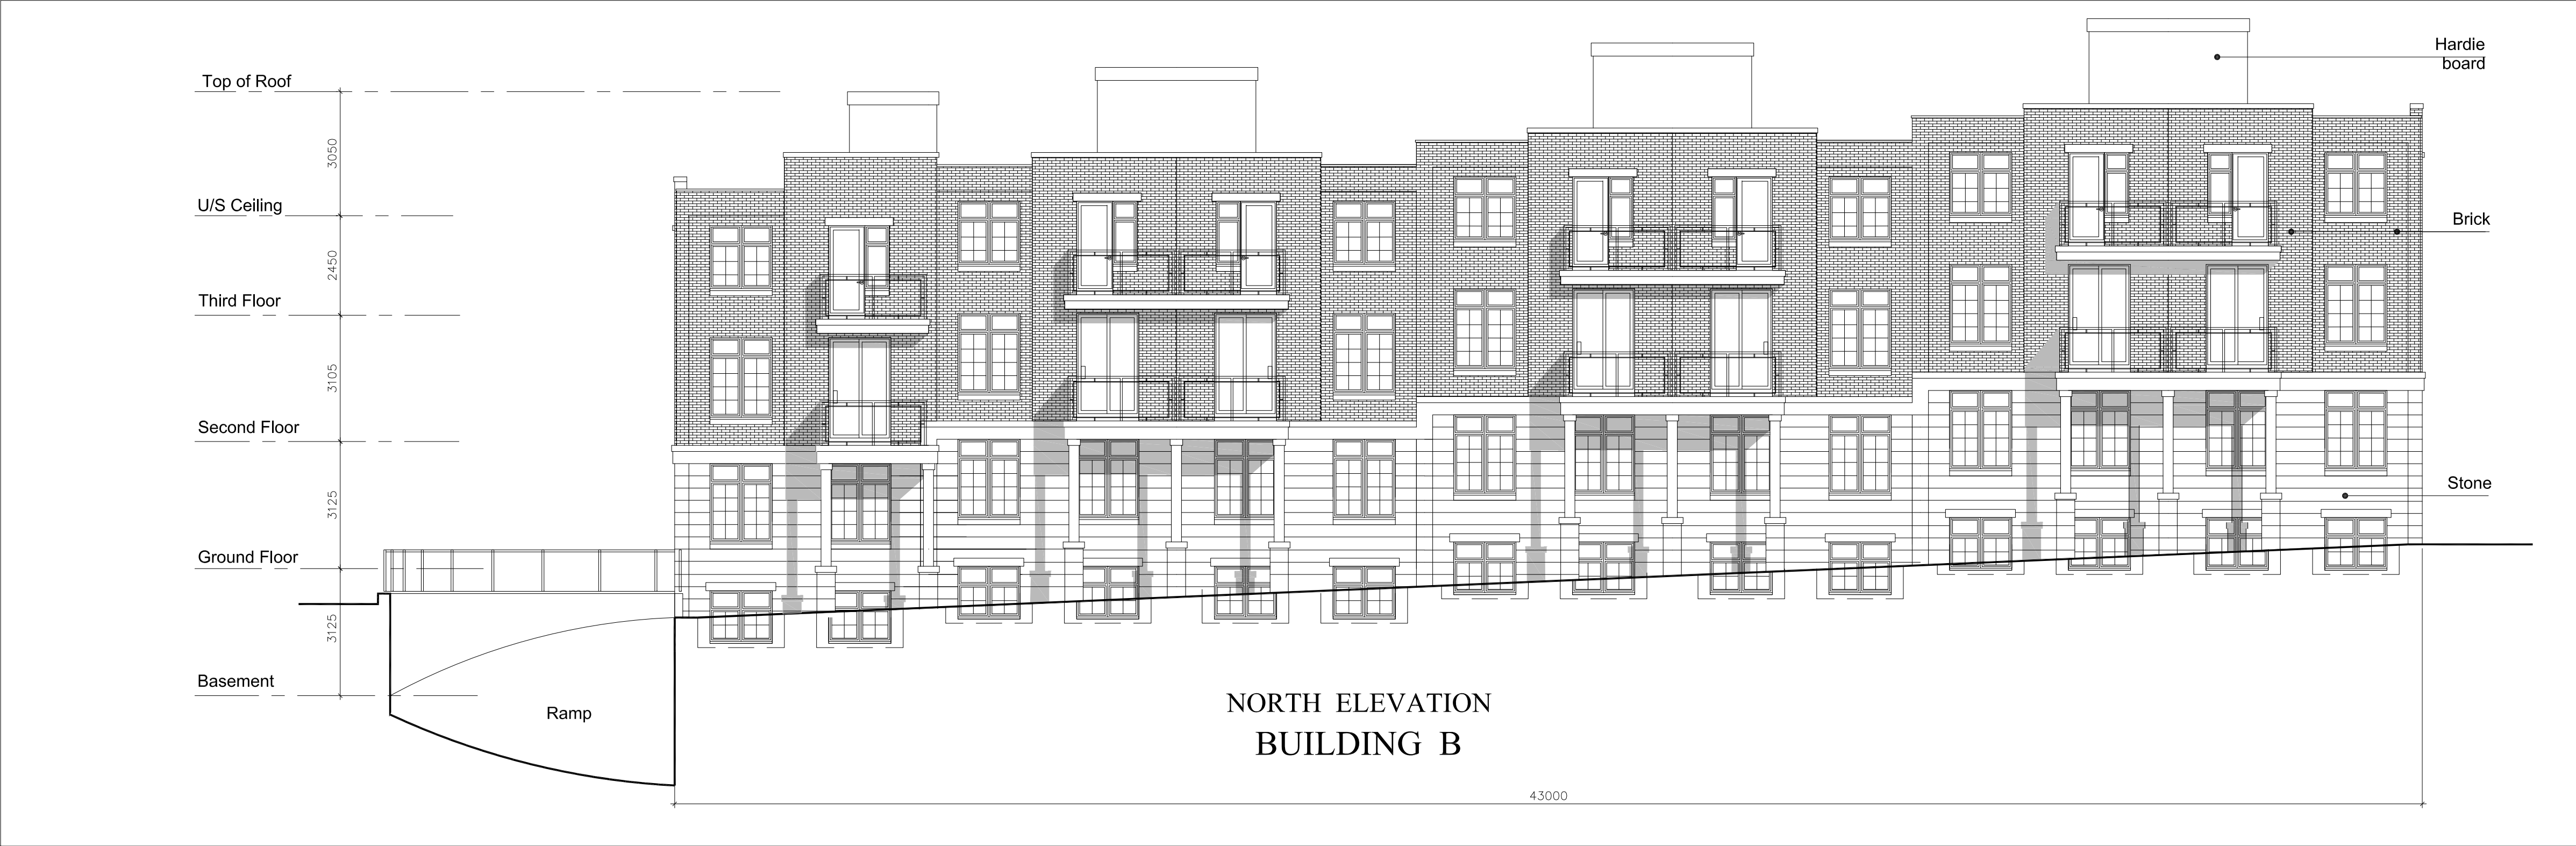 Hardie
board
Top of Roof
3050
U/S Ceiling
Brick
2450
Third Floor
3105
Second Floor
3125
Stone
Ground Floor
3125
Basement
Ramp
NORTH ELEVATION
BUILDING B
43000